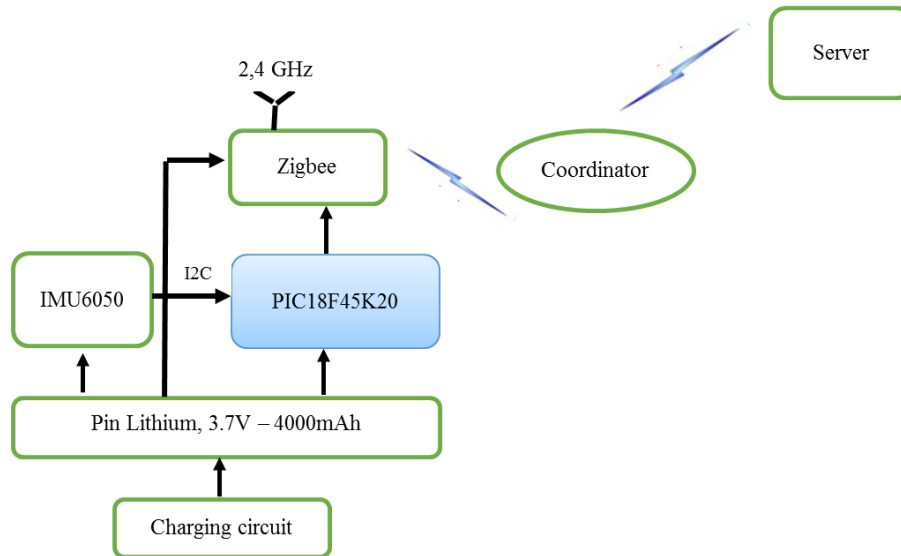 Server
2,4 GHz
Zigbee
Coordinator
I2C
IMU6050
PIC18F45K20
Pin Lithium, 3.7V – 4000mAh
Charging circuit